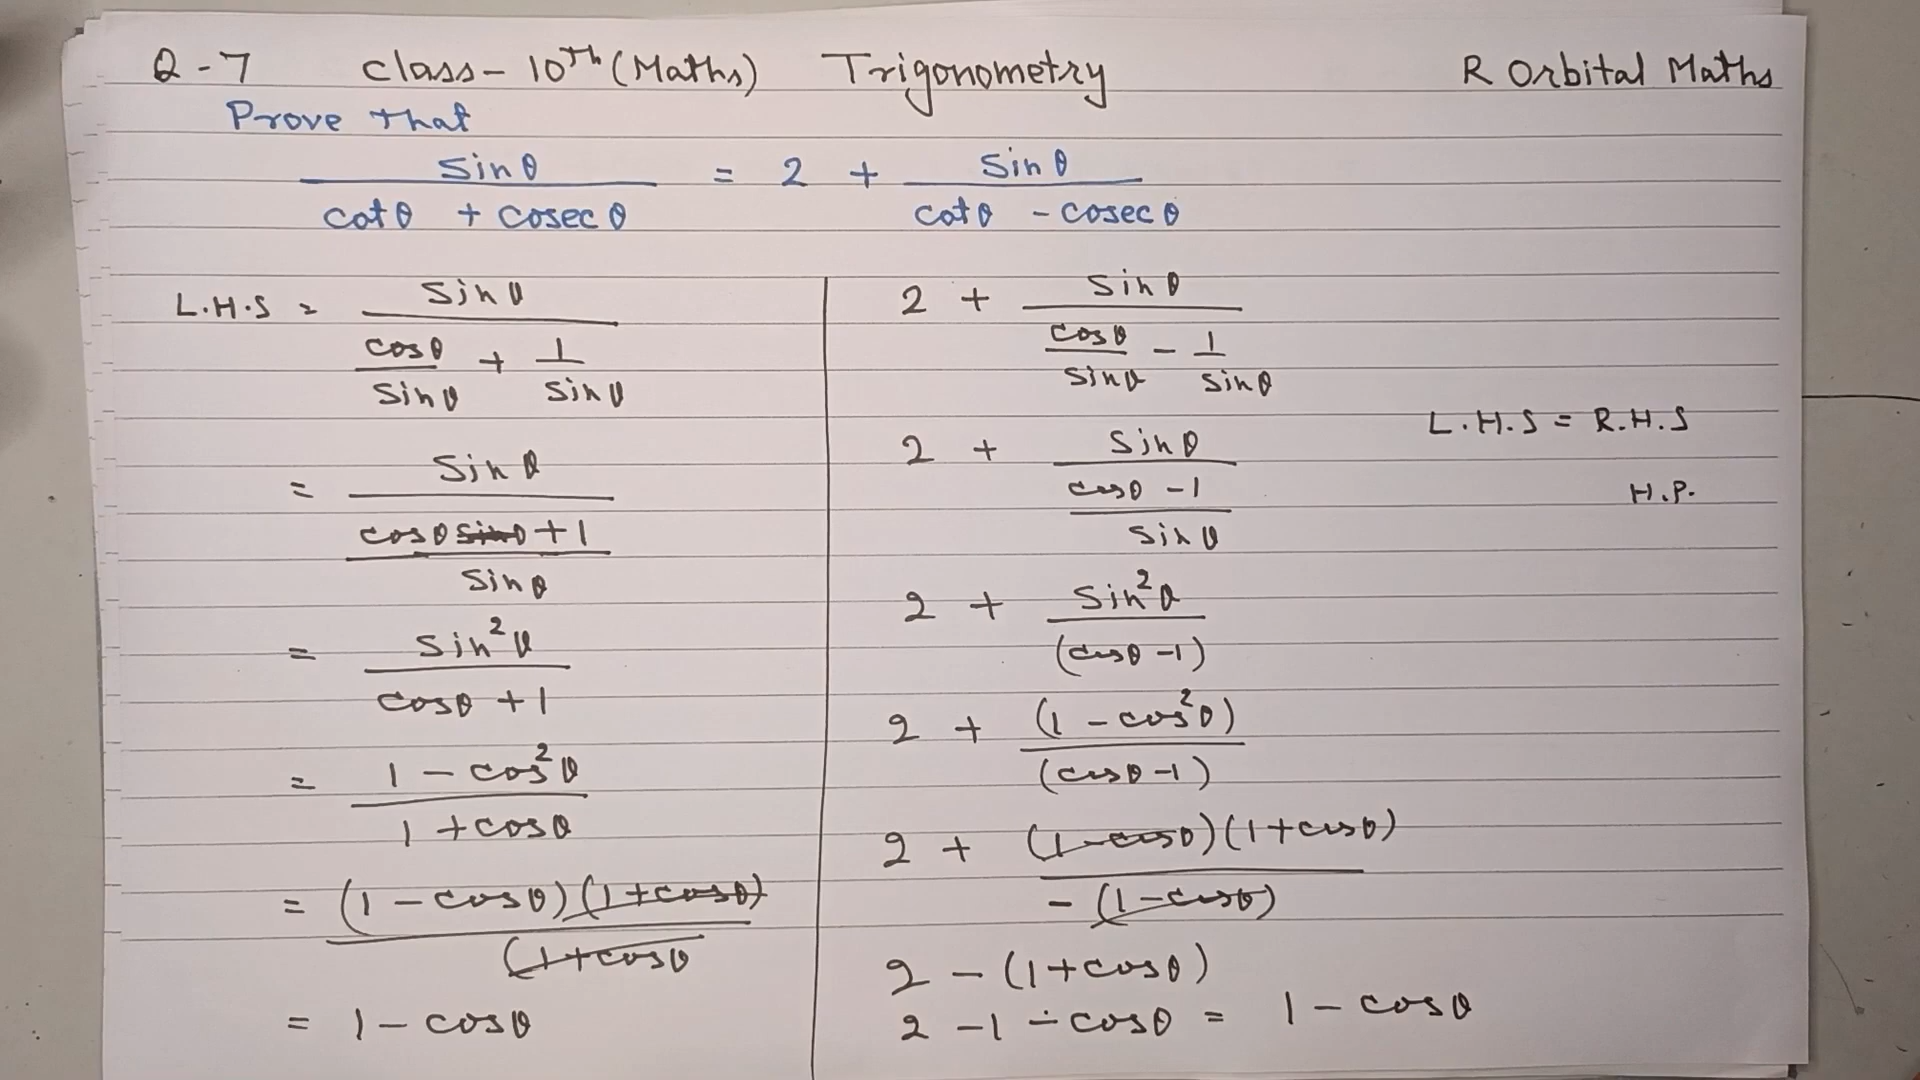 Q-7 Class-10Th (Maths) Trigonometry R Orbital Maths
Prove that
sinθ / (cotθ + cosecθ) = 2 + sinθ / (cotθ - cosecθ)
L.H.S = sinθ / (cosθ/sinθ + 1/sinθ)
= sinθ / ((cosθ sinθ + 1)/sinθ)
= sin²θ / (cosθ + 1)
= (1 - cos²θ) / (1 + cosθ)
= (1 - cosθ)(1 + cosθ) / (1 + cosθ
= 1 - cosθ
2 + sinθ / (cosθ/sinθ - 1/sinθ)
2 + sinθ / ((cosθ - 1)/sinθ)
2 + sin²θ / (cosθ - 1)
2 + (1 - cos²θ) / (cosθ - 1)
2 + (1 - cosθ)(1 + cosθ) / -(1 - cosθ)
2 - (1 + cosθ)
2 - 1 - cosθ = 1 - cosθ
L.H.S = R.H.S
H.P.